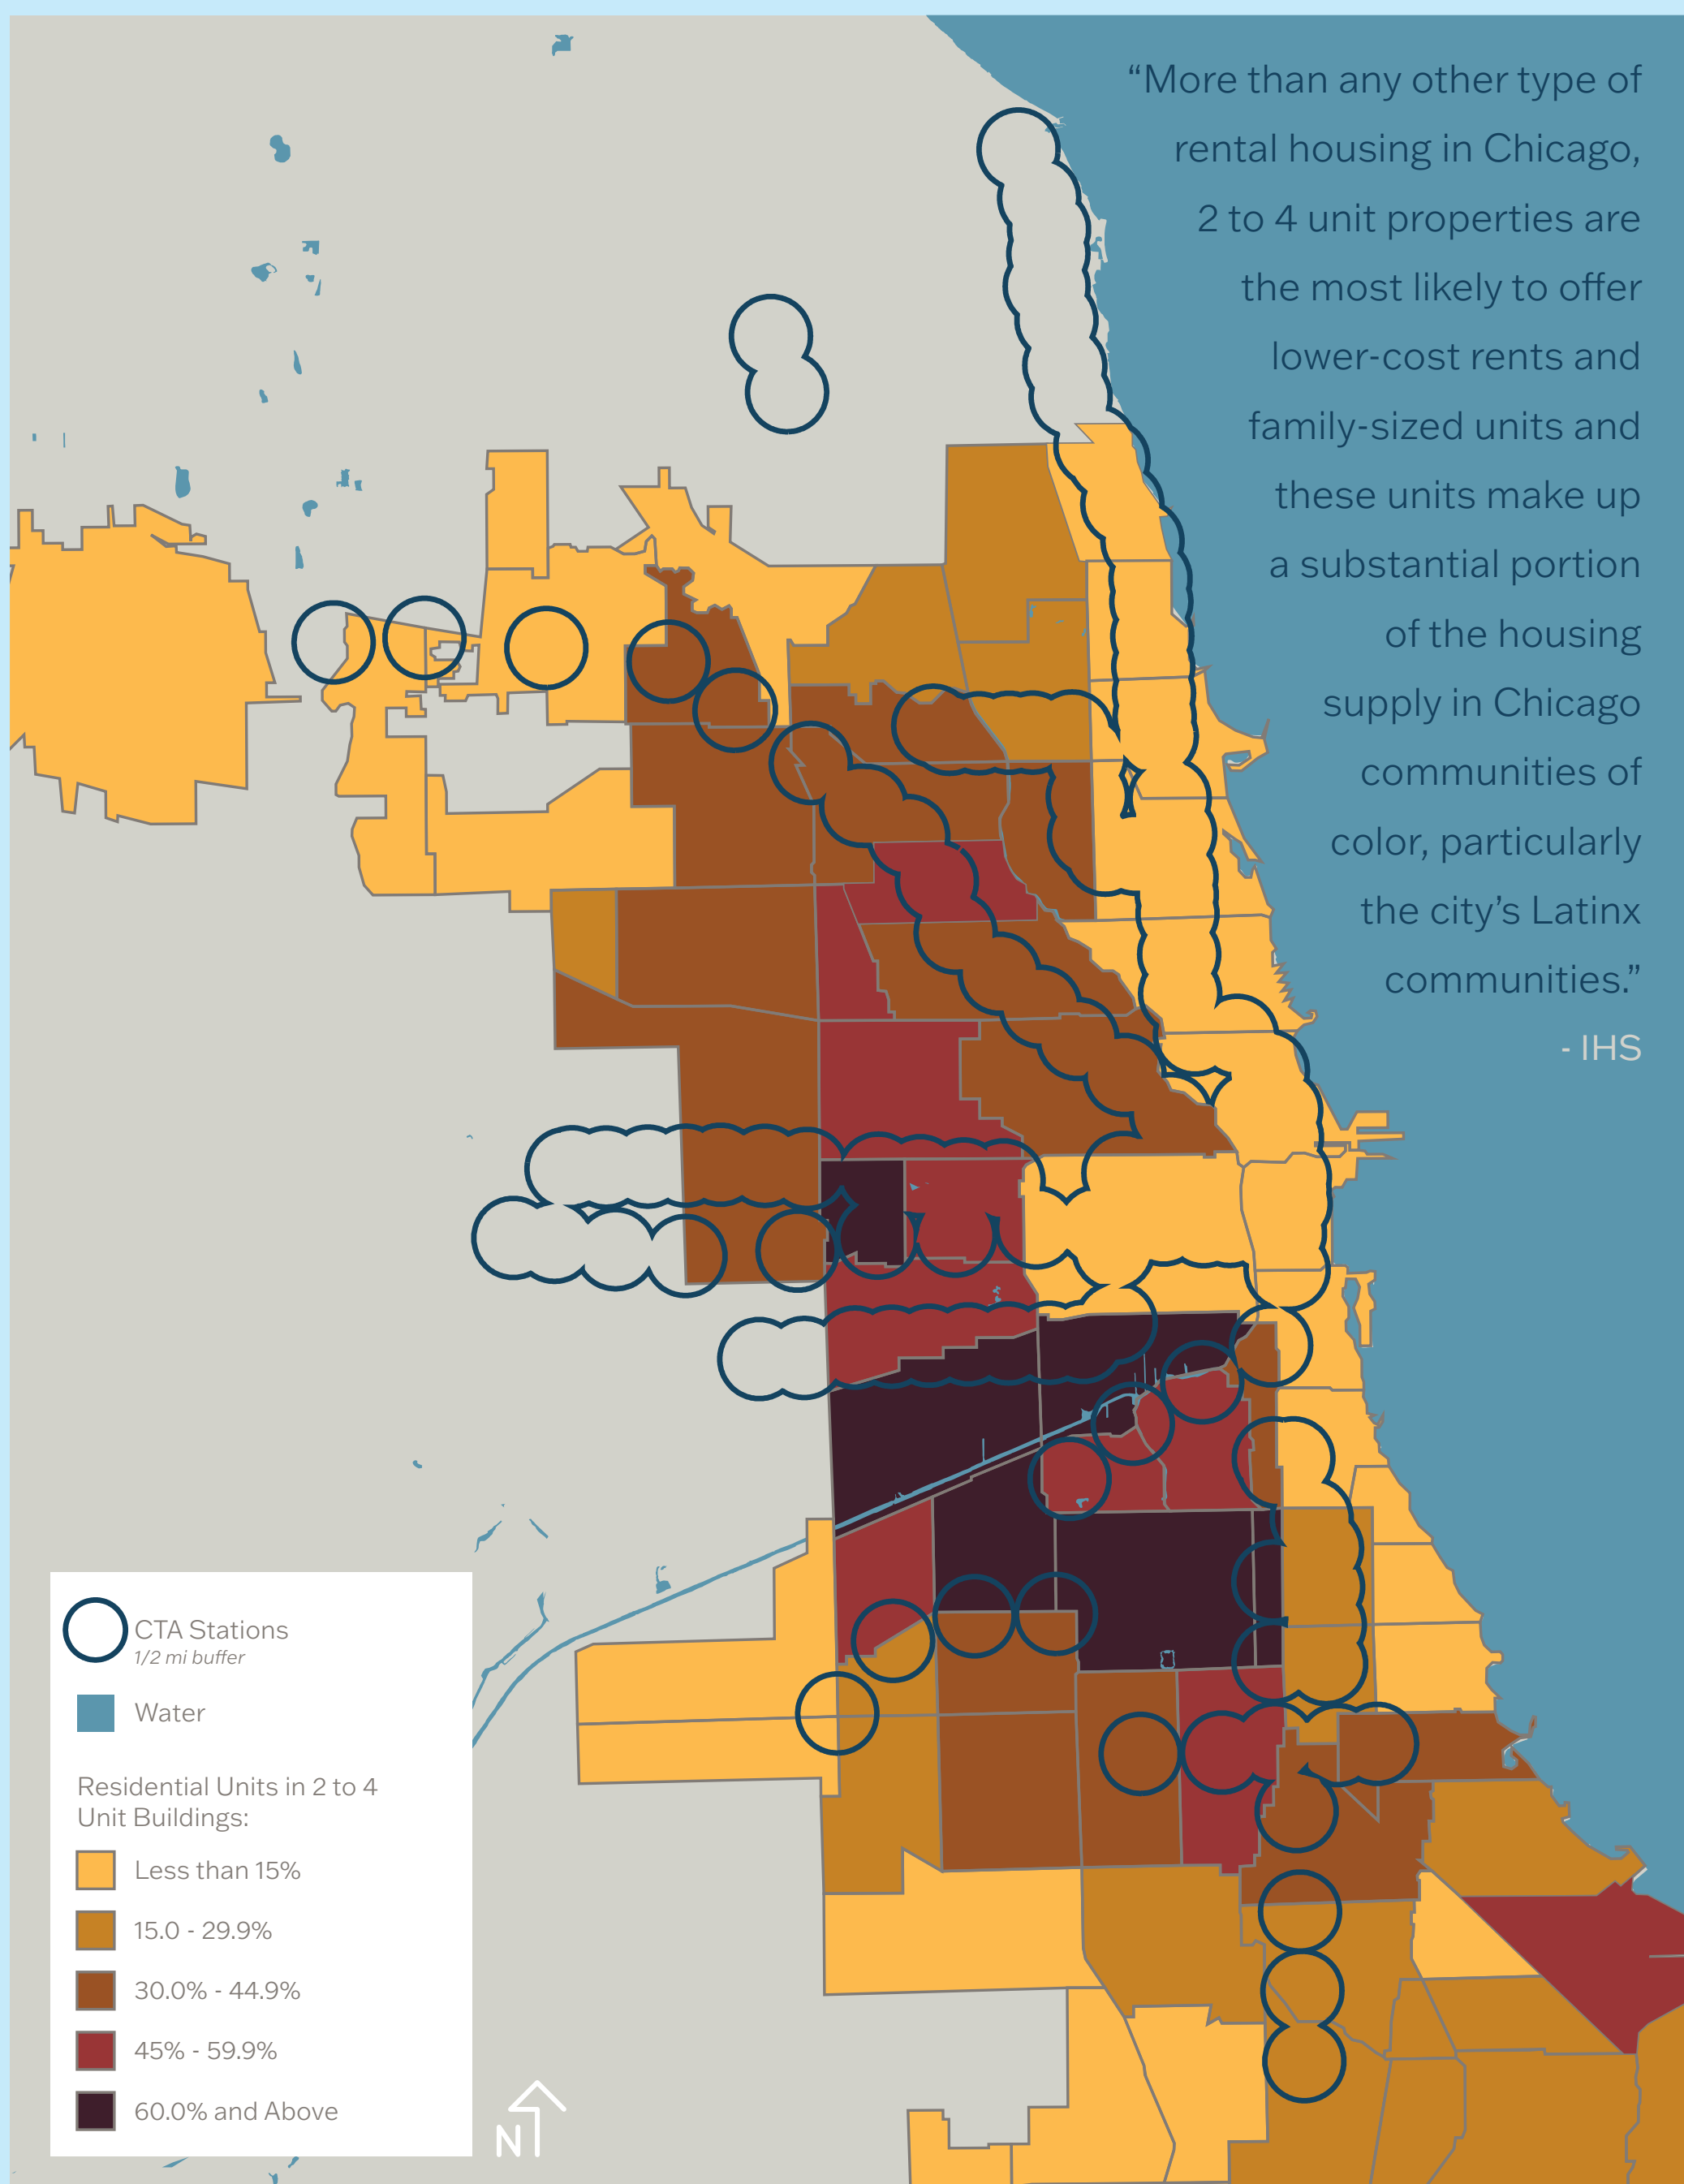 “More than any other type of
rental housing in Chicago,
2 to 4 unit properties are
the most likely to offer
lower-cost rents and
family-sized units and
these units make up
a substantial portion
of the housing
supply in Chicago
communities of
color, particularly
the city’s Latinx
communities.”
- IHS
CTA Stations
1/2 mi buffer
Water
Residential Units in 2 to 4
Unit Buildings:
Less than 15%
15.0 - 29.9%
30.0% - 44.9%
45% - 59.9%
60.0% and Above
N